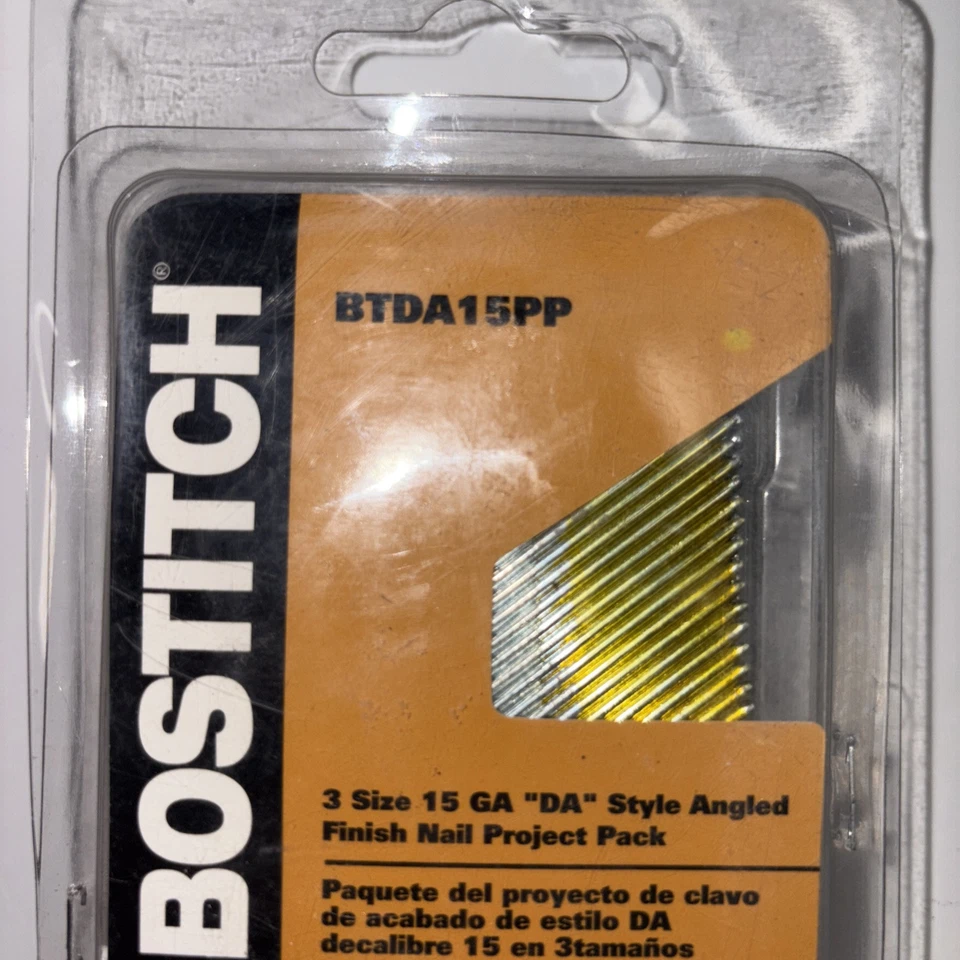 BOSTITCH®
BTDA15PP
3 Size 15 GA "DA" Style Angled
Finish Nail Project Pack
Paquete del proyecto de clavo
de acabado de estilo DA
decalibre 15 en 3tamaños